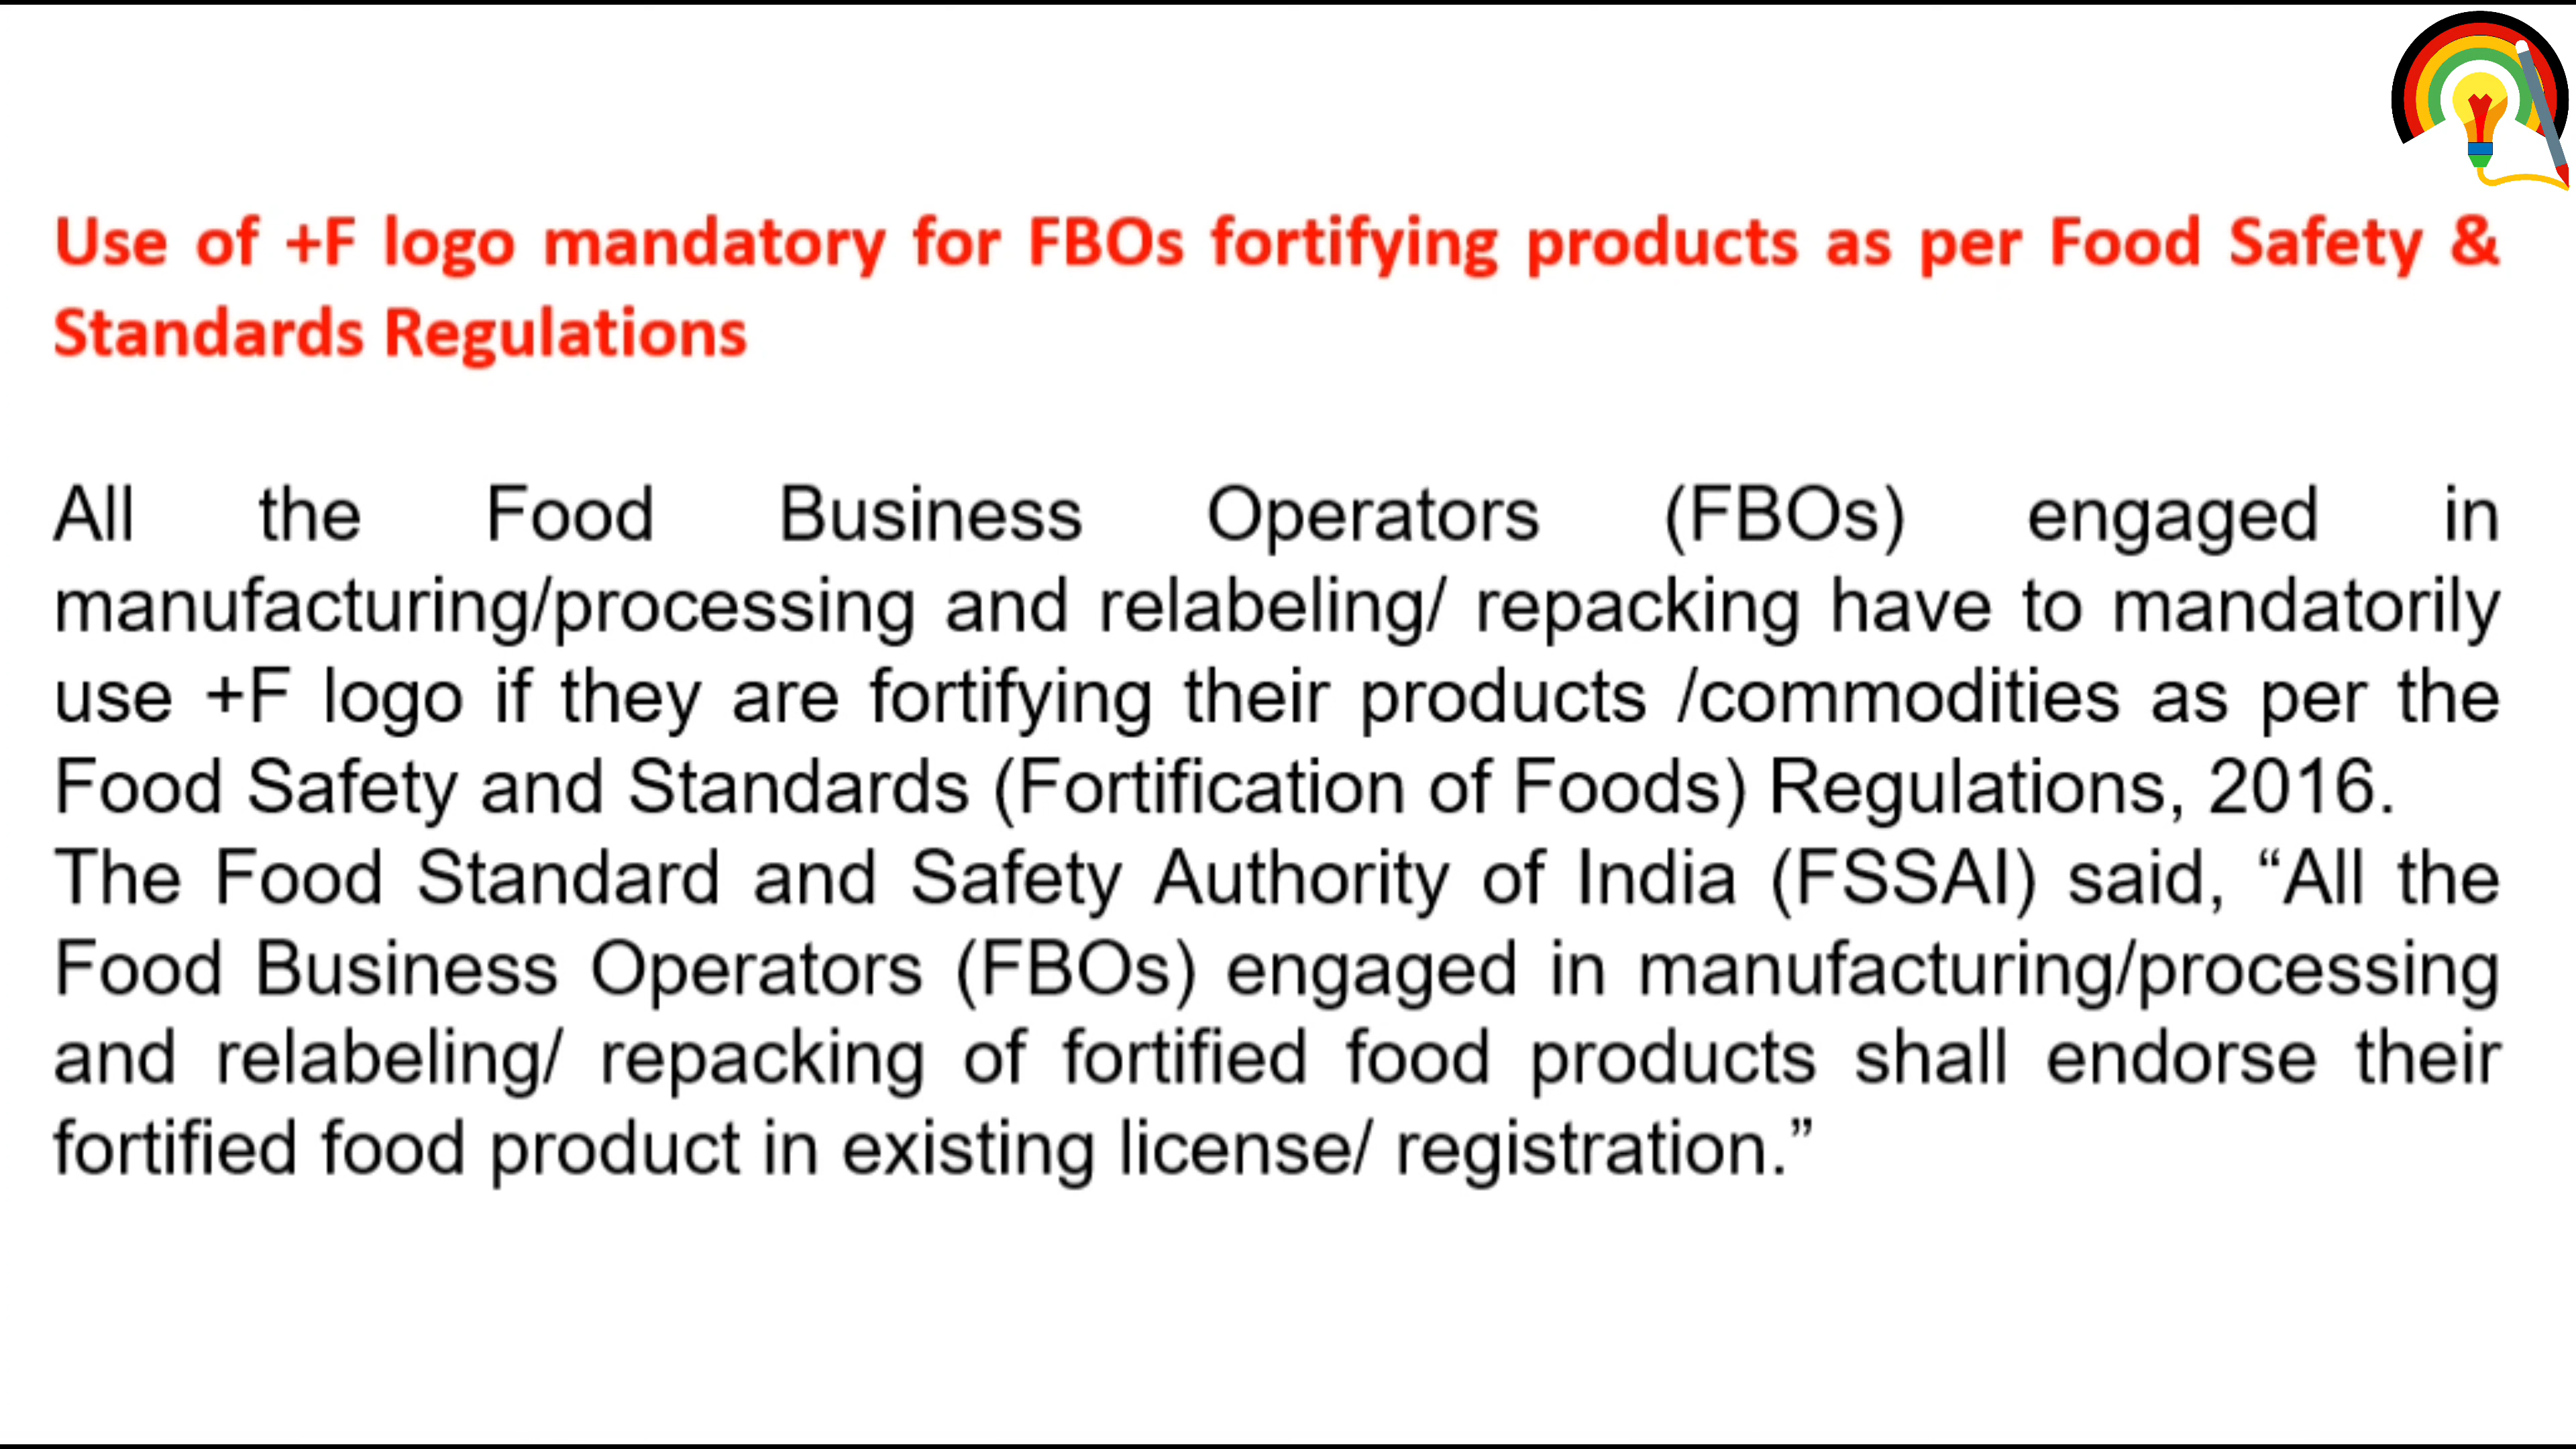 Use of +F logo mandatory for FBOs fortifying products as per Food Safety &
Standards Regulations
All the Food Business Operators (FBOs) engaged in
manufacturing/processing and relabeling/ repacking have to mandatorily
use +F logo if they are fortifying their products /commodities as per the
Food Safety and Standards (Fortification of Foods) Regulations, 2016.
The Food Standard and Safety Authority of India (FSSAI) said, “All the
Food Business Operators (FBOs) engaged in manufacturing/processing
and relabeling/ repacking of fortified food products shall endorse their
fortified food product in existing license/ registration.”